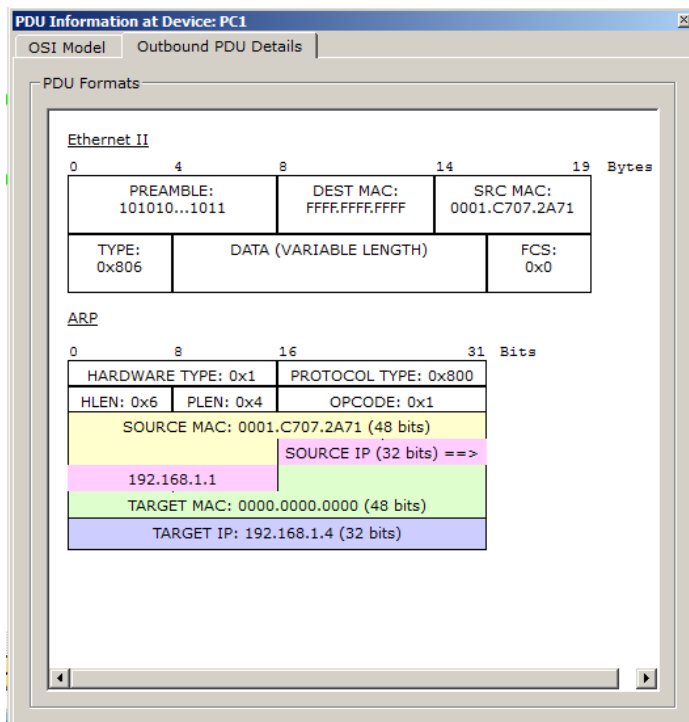 PDU Information at Device: PC1
OSI Model Outbound PDU Details
PDU Formats
Ethernet II
0 4 8 14 19 Bytes
PREAMBLE: DEST MAC: SRC MAC:
101010...1011 FFFF.FFFF.FFFF 0001.C707.2A71
TYPE: DATA (VARIABLE LENGTH) FCS:
0x806 0x0
ARP
0 8 16 31 Bits
HARDWARE TYPE: 0x1 PROTOCOL TYPE: 0x800
HLEN: 0x6 PLEN: 0x4 OPCODE: 0x1
SOURCE MAC: 0001.C707.2A71 (48 bits)
SOURCE IP (32 bits) ==>
192.168.1.1
TARGET MAC: 0000.0000.0000 (48 bits)
TARGET IP: 192.168.1.4 (32 bits)